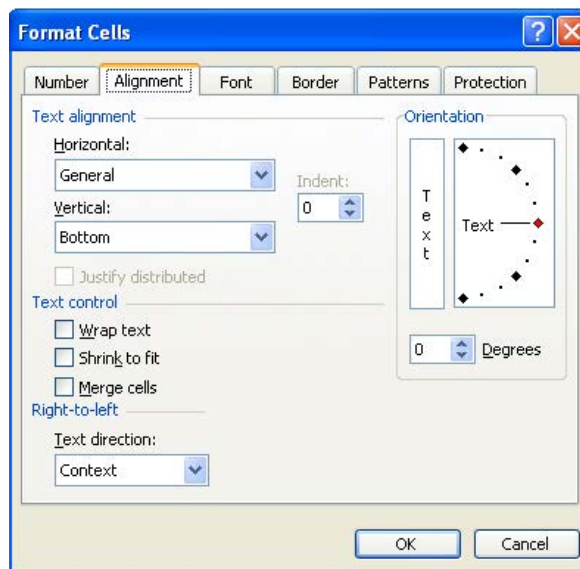 Format Cells
Number Alignment Font Border Patterns Protection
Text alignment
Horizontal:
General
Indent:
0
Vertical:
Bottom
Justify distributed
Text control
Wrap text
Shrink to fit
Merge cells
Right-to-left
Text direction:
Context
Orientation
Text
Text
0 Degrees
OK Cancel